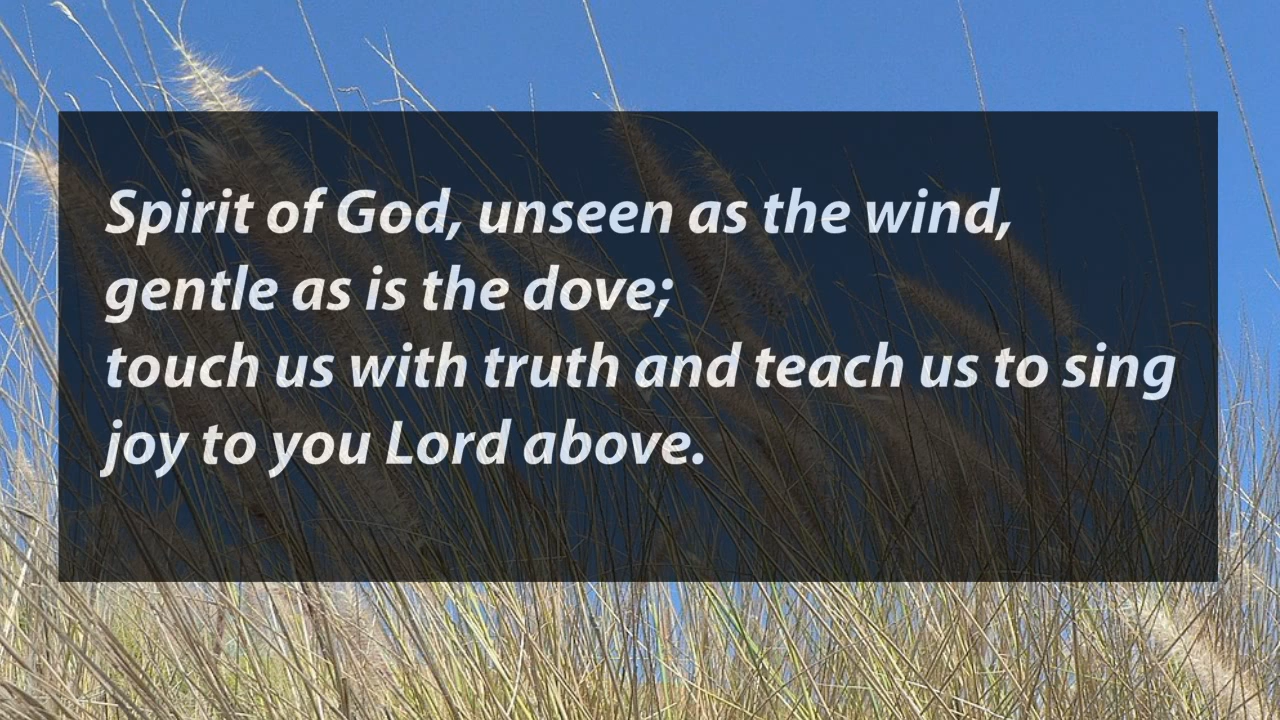 Spirit of God, unseen as the wind,
gentle as is the dove;
touch us with truth and teach us to sing
joy to you Lord above.